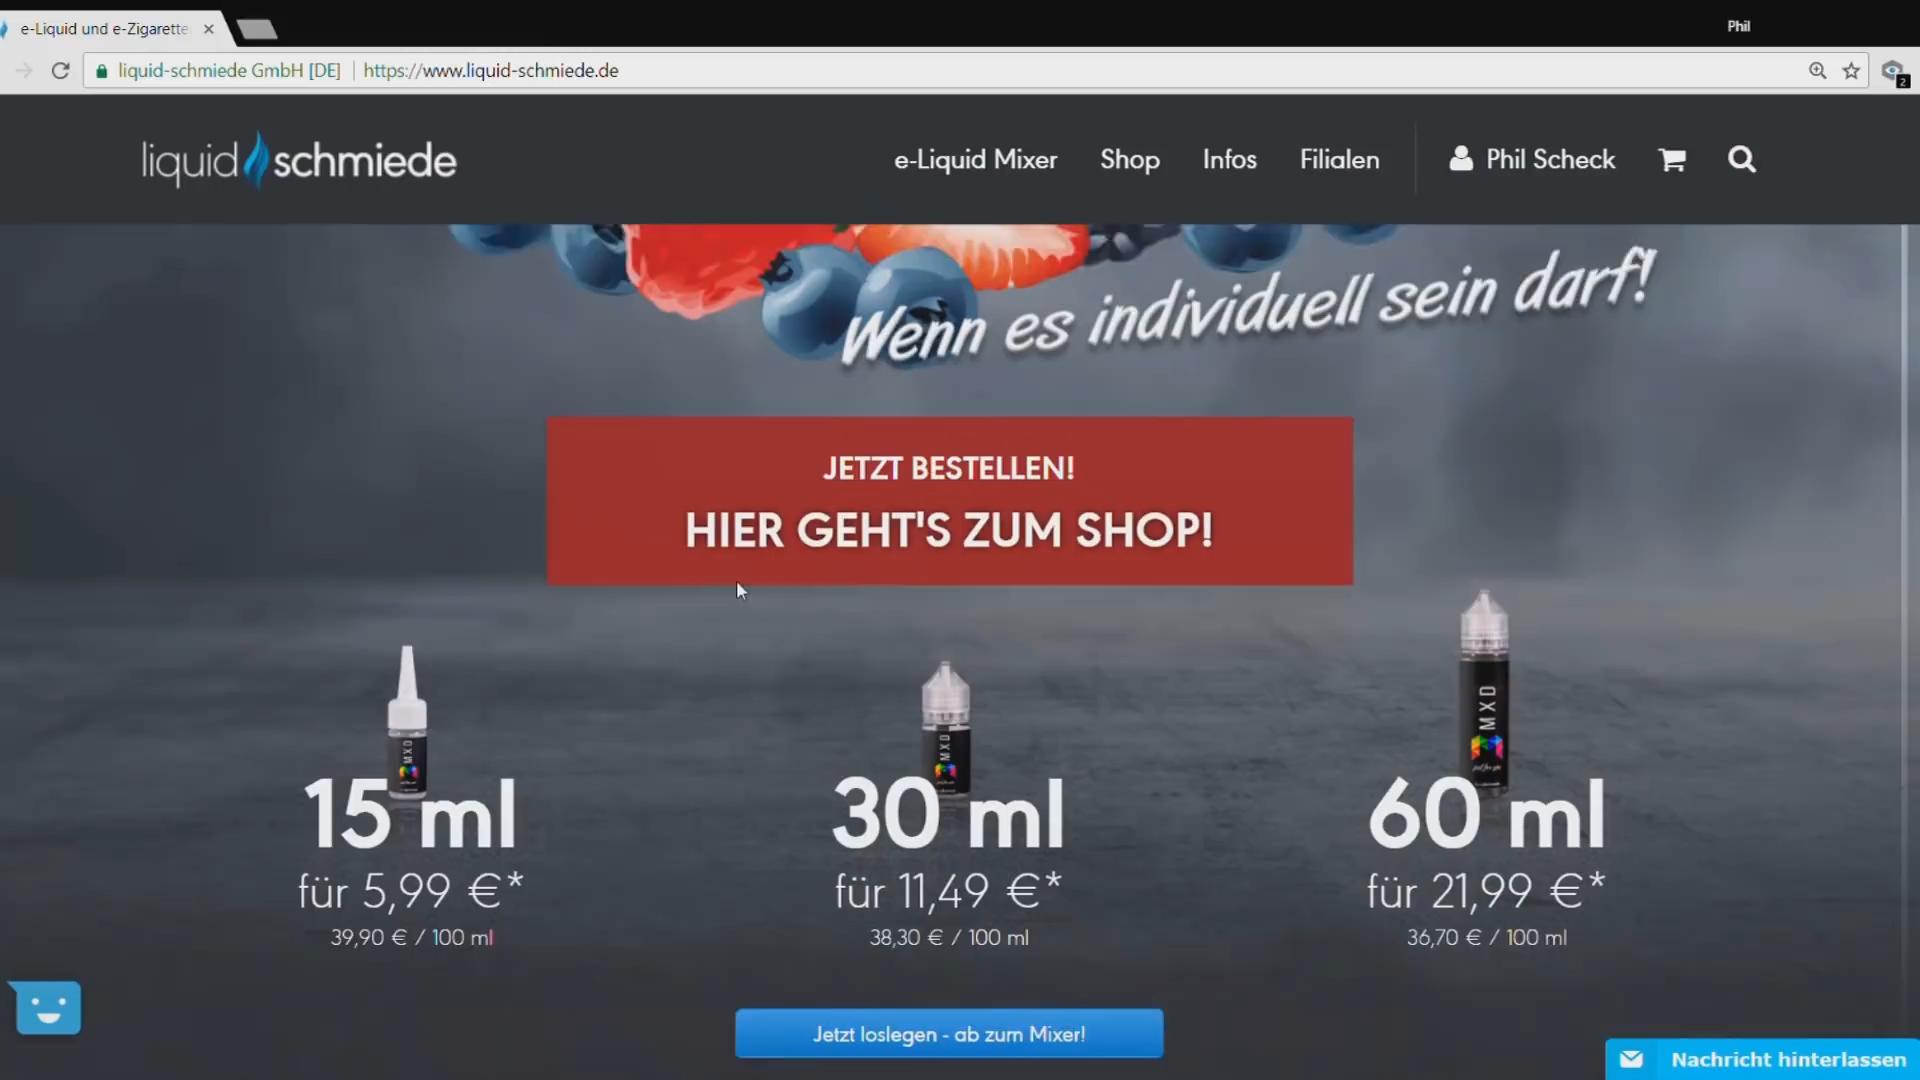 e-Liquid und e-Zigarette
Phil
liquid-schmiede GmbH [DE] https://www.liquid-schmiede.de
2
liquid schmiede
e-Liquid Mixer Shop Infos Filialen Phil Scheck
Wenn es individuell sein darf!
JETZT BESTELLEN!
HIER GEHT'S ZUM SHOP!
MXD
MXD
MXD
15 ml
30 ml
60 ml
für 5,99 €*
für 11,49 €*
für 21,99 €*
39,90 € / 100 ml
38,30 € / 100 ml
36,70 € / 100 ml
Jetzt loslegen - ab zum Mixer!
Nachricht hinterlassen